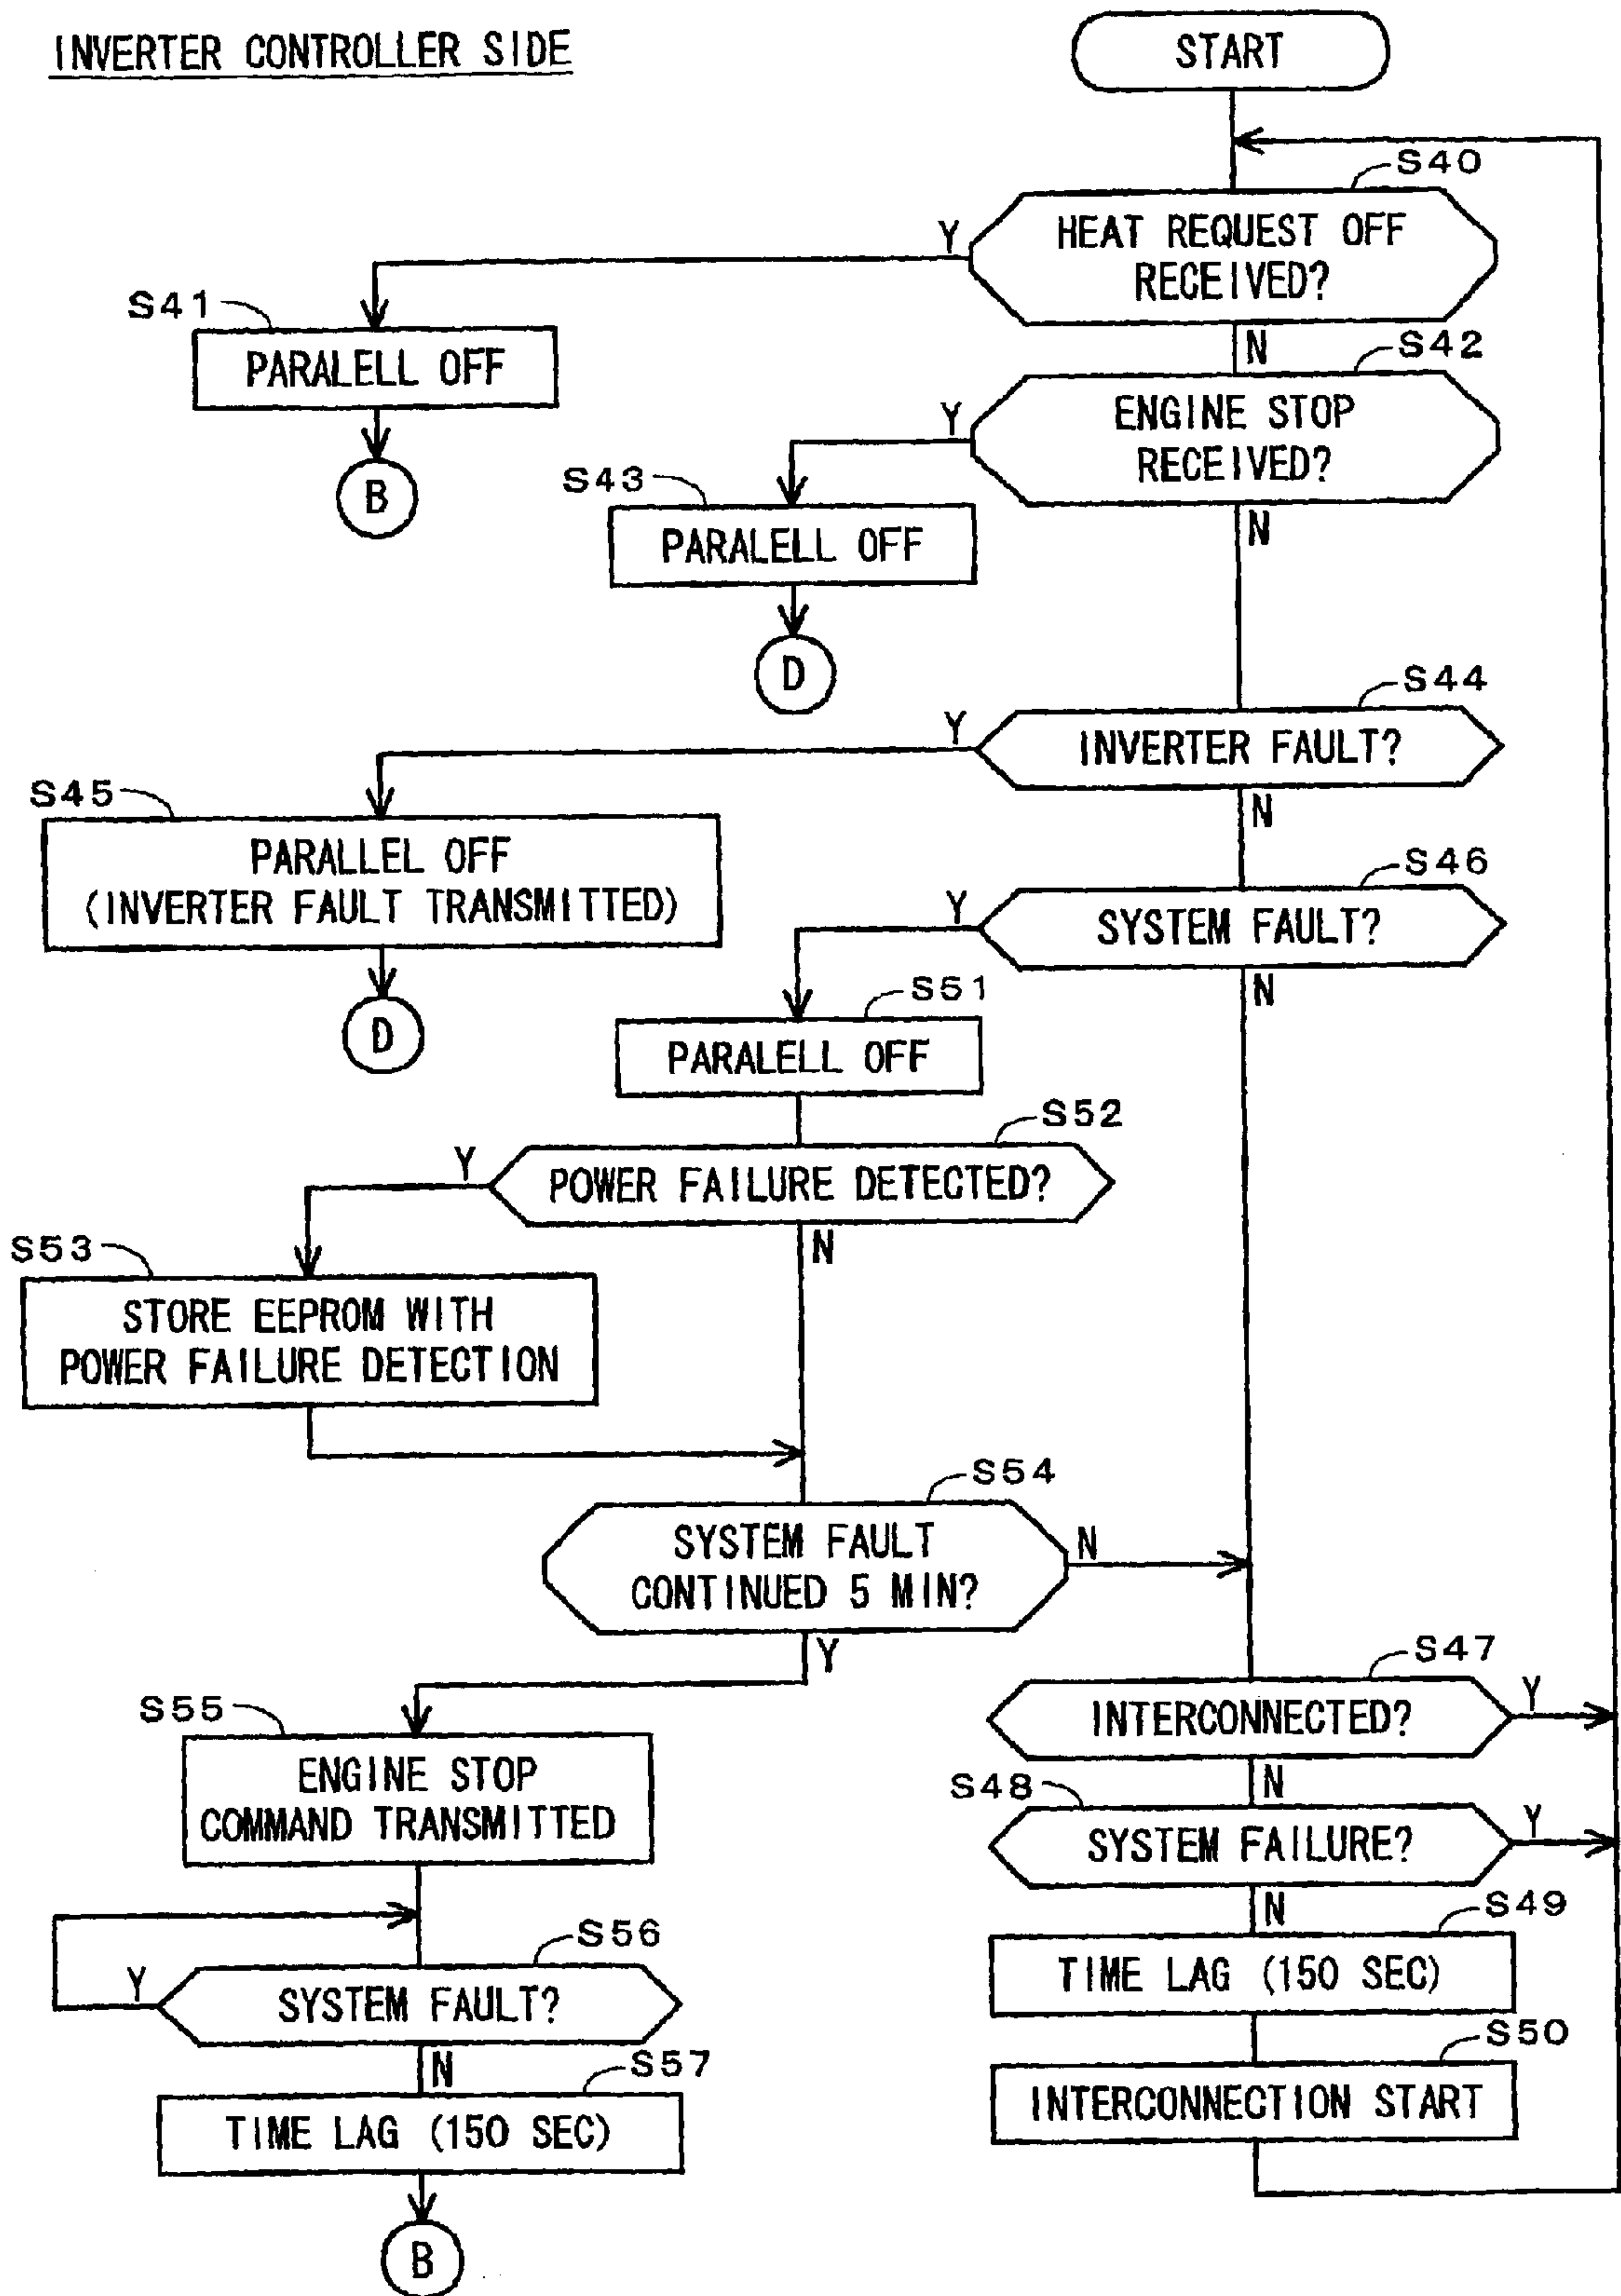 INVERTER CONTROLLER SIDE
START
S40
HEAT REQUEST OFF
RECEIVED?
Y
N
S41
PARALELL OFF
B
S42
ENGINE STOP
RECEIVED?
Y
N
S43
PARALELL OFF
D
S44
INVERTER FAULT?
Y
N
S45
PARALLEL OFF
(INVERTER FAULT TRANSMITTED)
D
S46
SYSTEM FAULT?
Y
N
S51
PARALELL OFF
S52
POWER FAILURE DETECTED?
Y
N
S53
STORE EEPROM WITH
POWER FAILURE DETECTION
S54
SYSTEM FAULT
CONTINUED 5 MIN?
N
Y
S47
INTERCONNECTED?
Y
N
S55
ENGINE STOP
COMMAND TRANSMITTED
S48
SYSTEM FAILURE?
Y
N
S49
TIME LAG (150 SEC)
S56
SYSTEM FAULT?
Y
N
S50
INTERCONNECTION START
S57
TIME LAG (150 SEC)
B